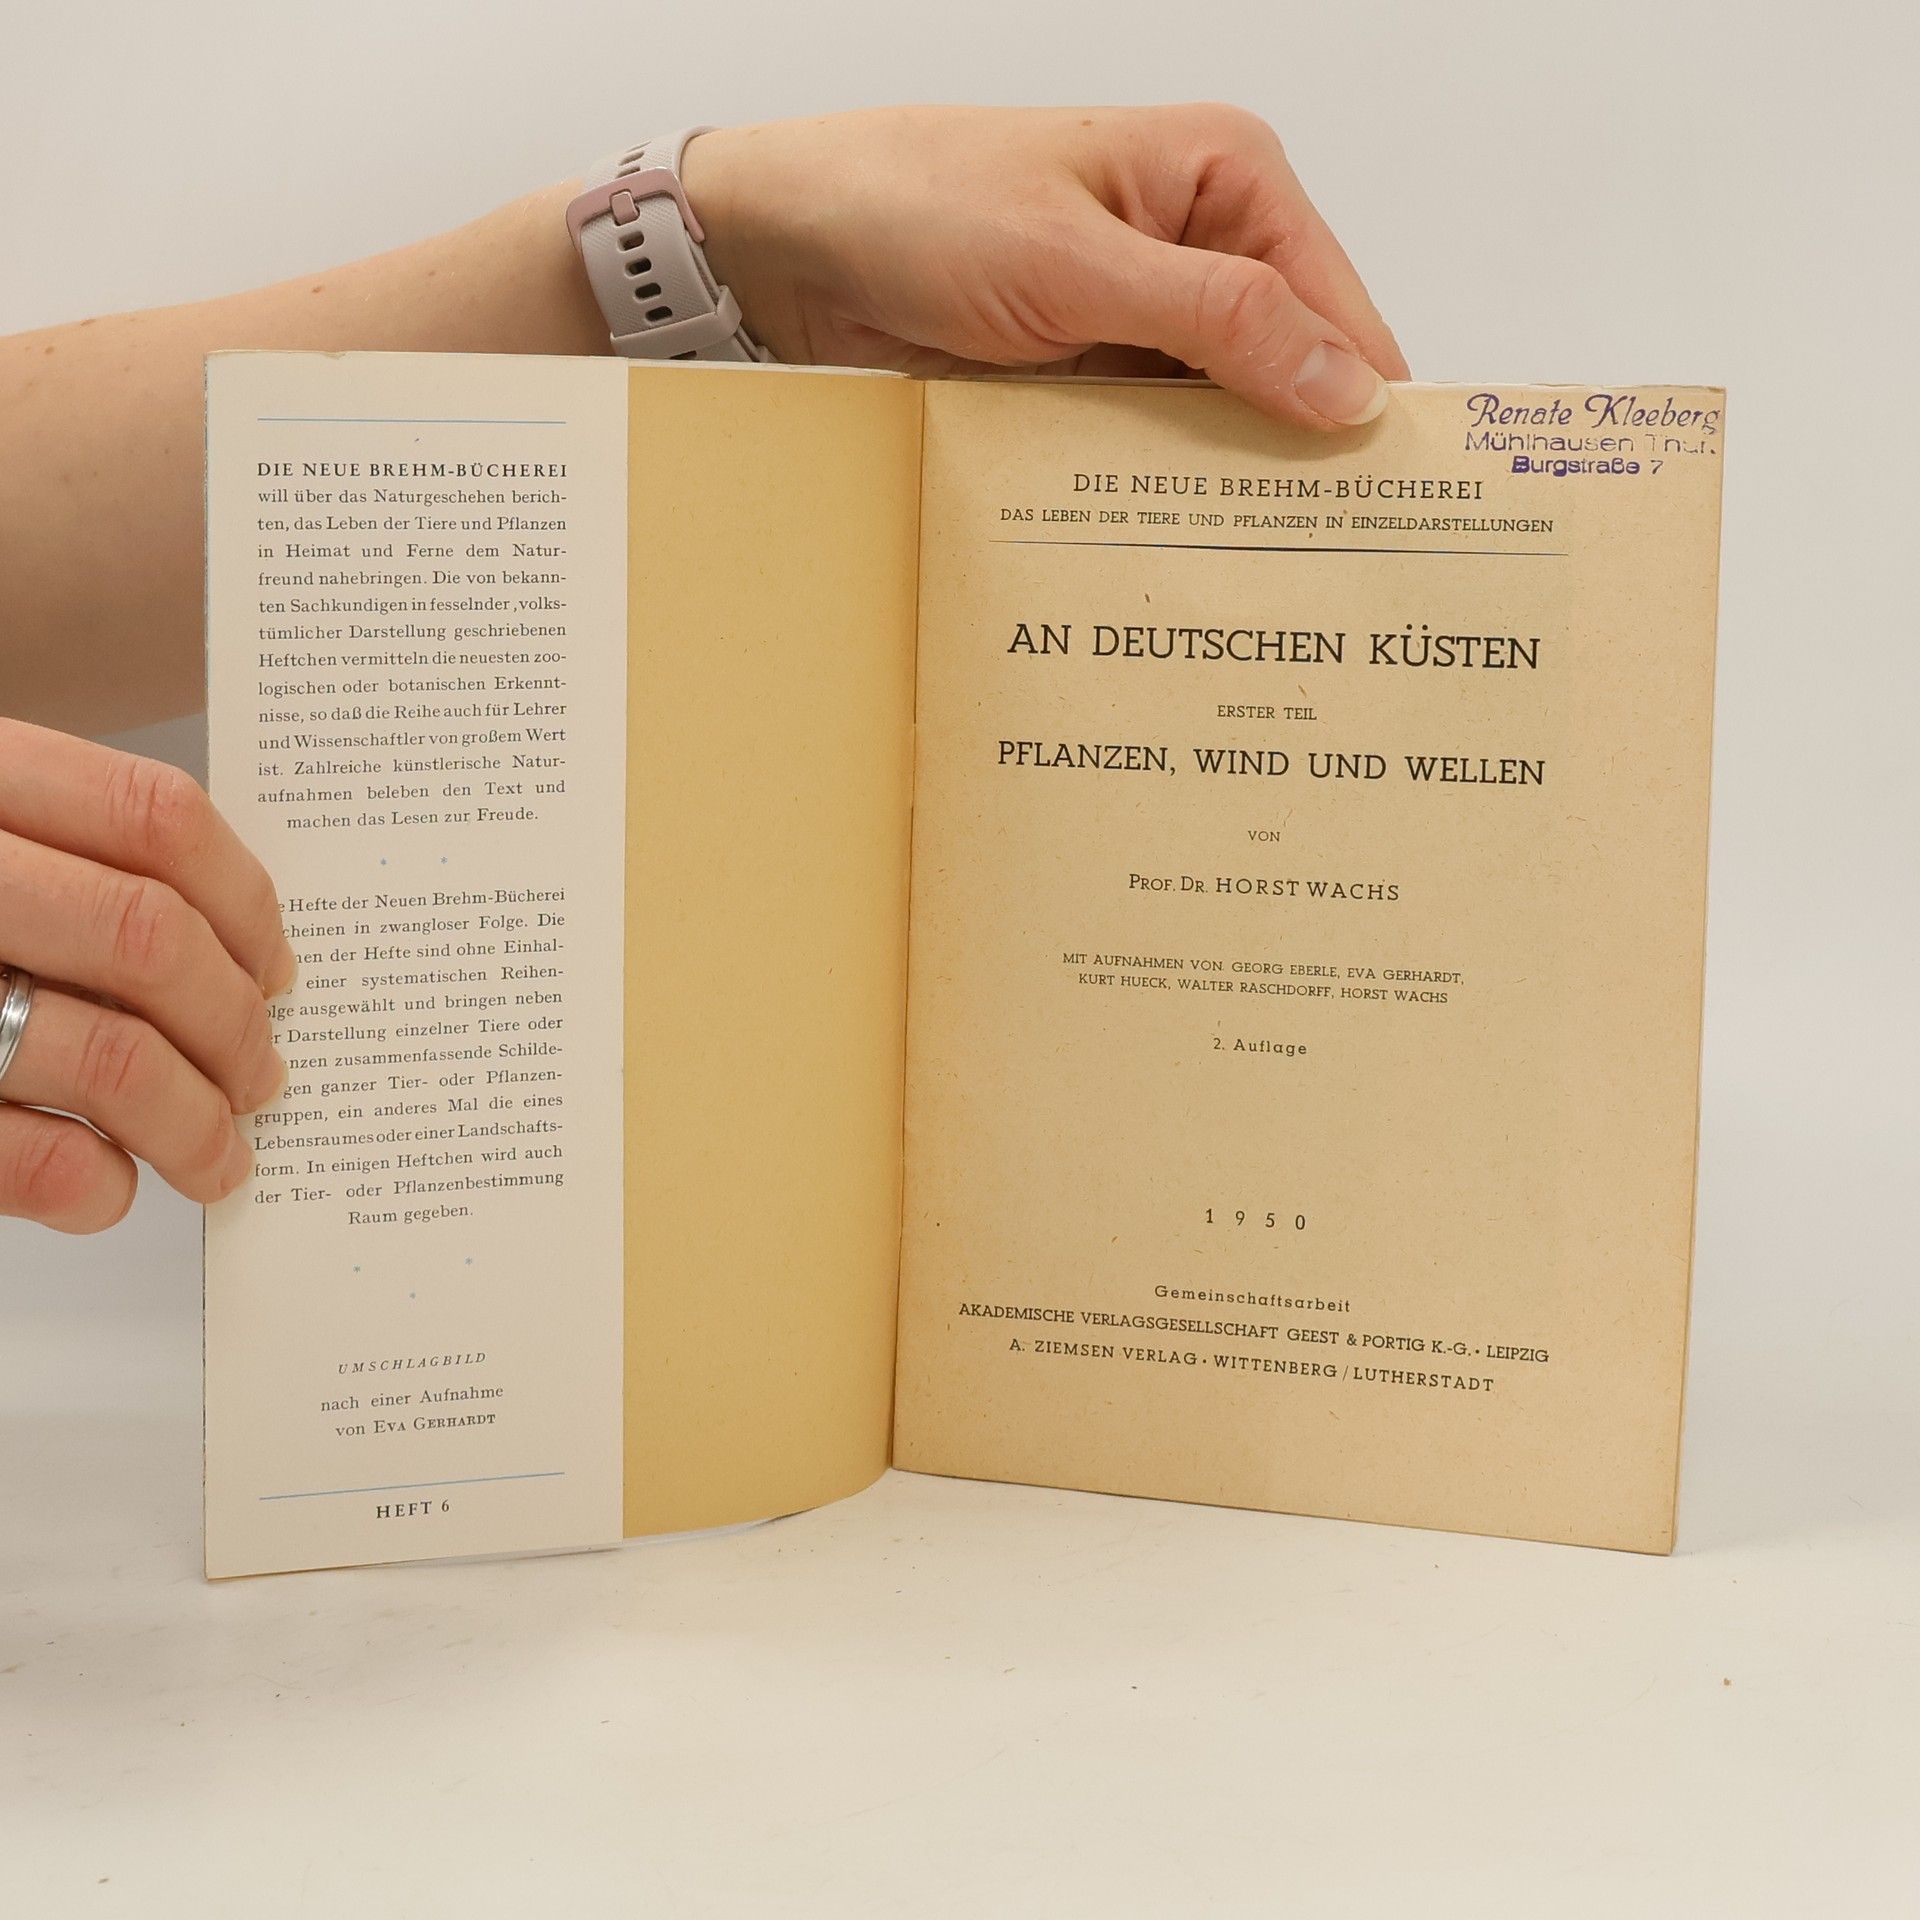 DIE NEUE BREHM-BÜCHEREI
will über das Naturgeschehen berich-
ten, das Leben der Tiere und Pflanzen
in Heimat und Ferne dem Natur-
freund nahebringen. Die von bekann-
ten Sachkundigen in fesselnder, volks-
tümlicher Darstellung geschriebenen
Heftchen vermitteln die neuesten zoo-
logischen oder botanischen Erkennt-
nisse, so daß die Reihe auch für Lehrer
und Wissenschaftler von großem Wert
ist. Zahlreiche künstlerische Natur-
aufnahmen beleben den Text und
machen das Lesen zur Freude.
* *
Hefte der Neuen Brehm-Bücherei
in zwangloser Folge. Die
der Hefte sind ohne Einhal-
einer systematischen Reihen-
ausgewählt und bringen neben
Darstellung einzelner Tiere oder
zusammenfassende Schilde-
ganzer Tier- oder Pflanzen-
gruppen, ein anderes Mal die eines
Lebensraumes oder einer Landschafts-
form. In einigen Heftchen wird auch
der Tier- oder Pflanzenbestimmung
Raum gegeben.
* *
*
UMSCHLAGBILD
nach einer Aufnahme
von EVA GERHARDT
HEFT 6
Renate Kleeberg
Mühlhausen
Burgstraße 7
DIE NEUE BREHM-BÜCHEREI
DAS LEBEN DER TIERE UND PFLANZEN IN EINZELDARSTELLUNGEN
AN DEUTSCHEN KÜSTEN
ERSTER TEIL
PFLANZEN, WIND UND WELLEN
VON
PROF. DR. HORST WACHS
MIT AUFNAHMEN VON GEORG EBERLE, EVA GERHARDT,
KURT HUECK, WALTER RASCHDORFF, HORST WACHS
2. Auflage
1950
Gemeinschaftsarbeit
AKADEMISCHE VERLAGSGESELLSCHAFT GEEST & PORTIG K.-G. • LEIPZIG
A. ZIEMSEN VERLAG • WITTENBERG / LUTHERSTADT